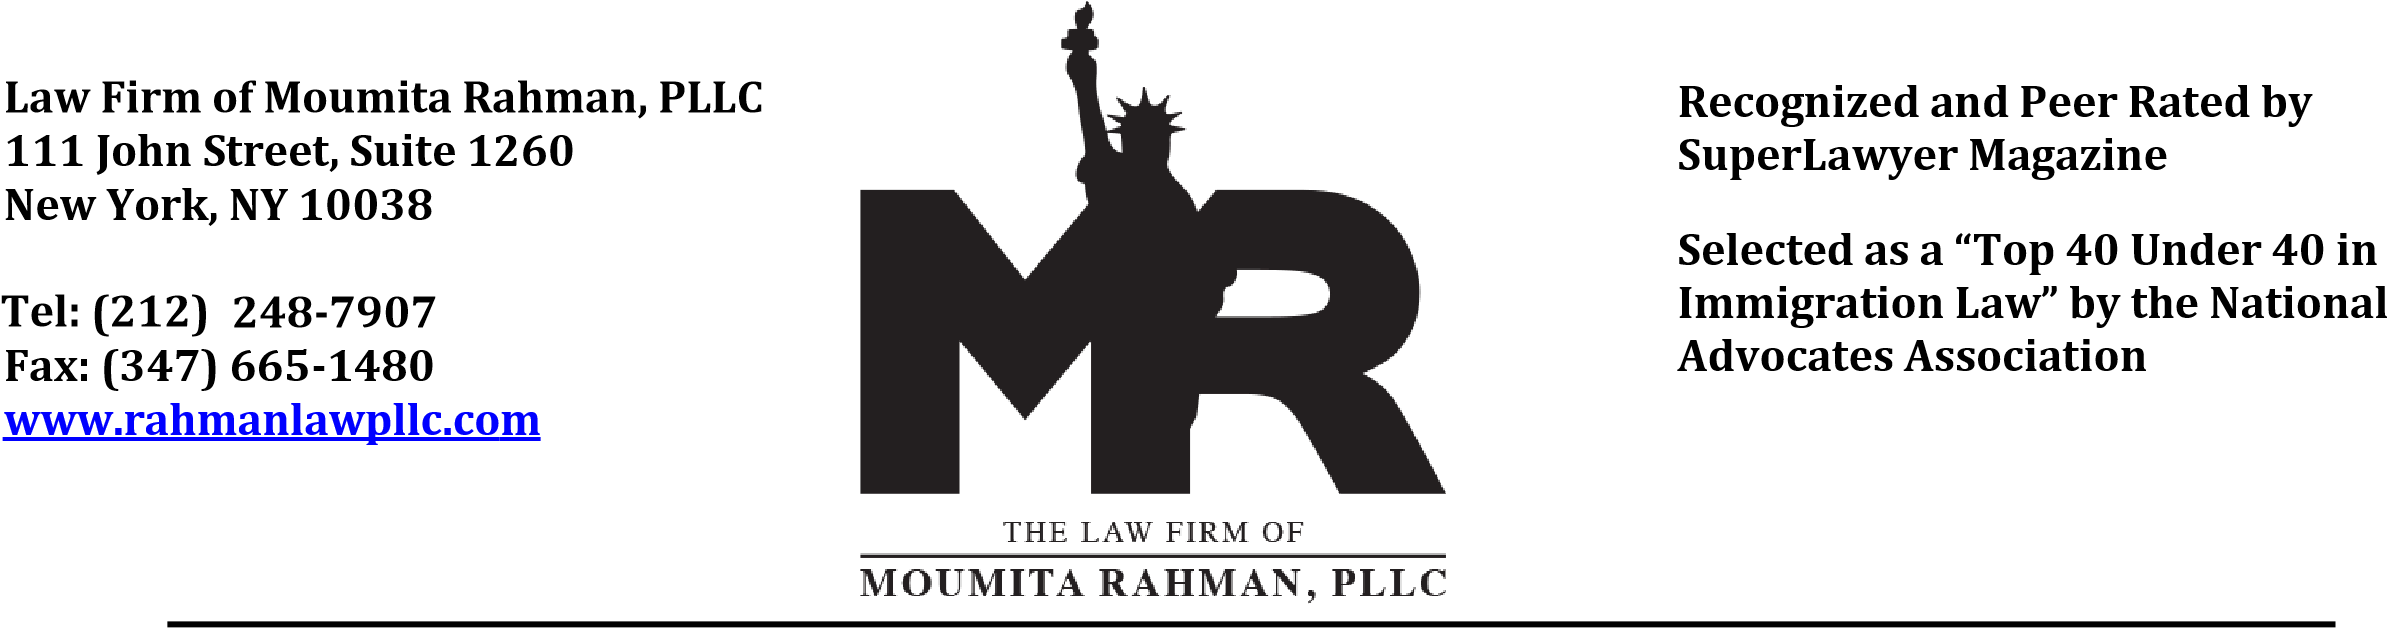 Law Firm of Moumita Rahman, PLLC
111 John Street, Suite 1260
New York, NY 10038
Tel: (212) 248-7907
Fax: (347) 665-1480
www.rahmanlawpllc.com
MR
THE LAW FIRM OF
MOUMITA RAHMAN, PLLC
Recognized and Peer Rated by
SuperLawyer Magazine
Selected as a “Top 40 Under 40 in
Immigration Law” by the National
Advocates Association